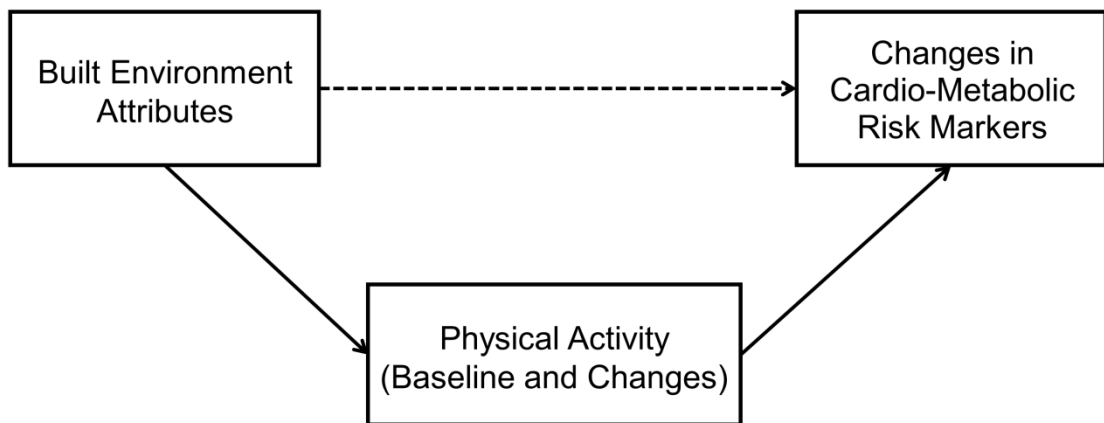 Built Environment
Attributes
Changes in
Cardio-Metabolic
Risk Markers
Physical Activity
(Baseline and Changes)